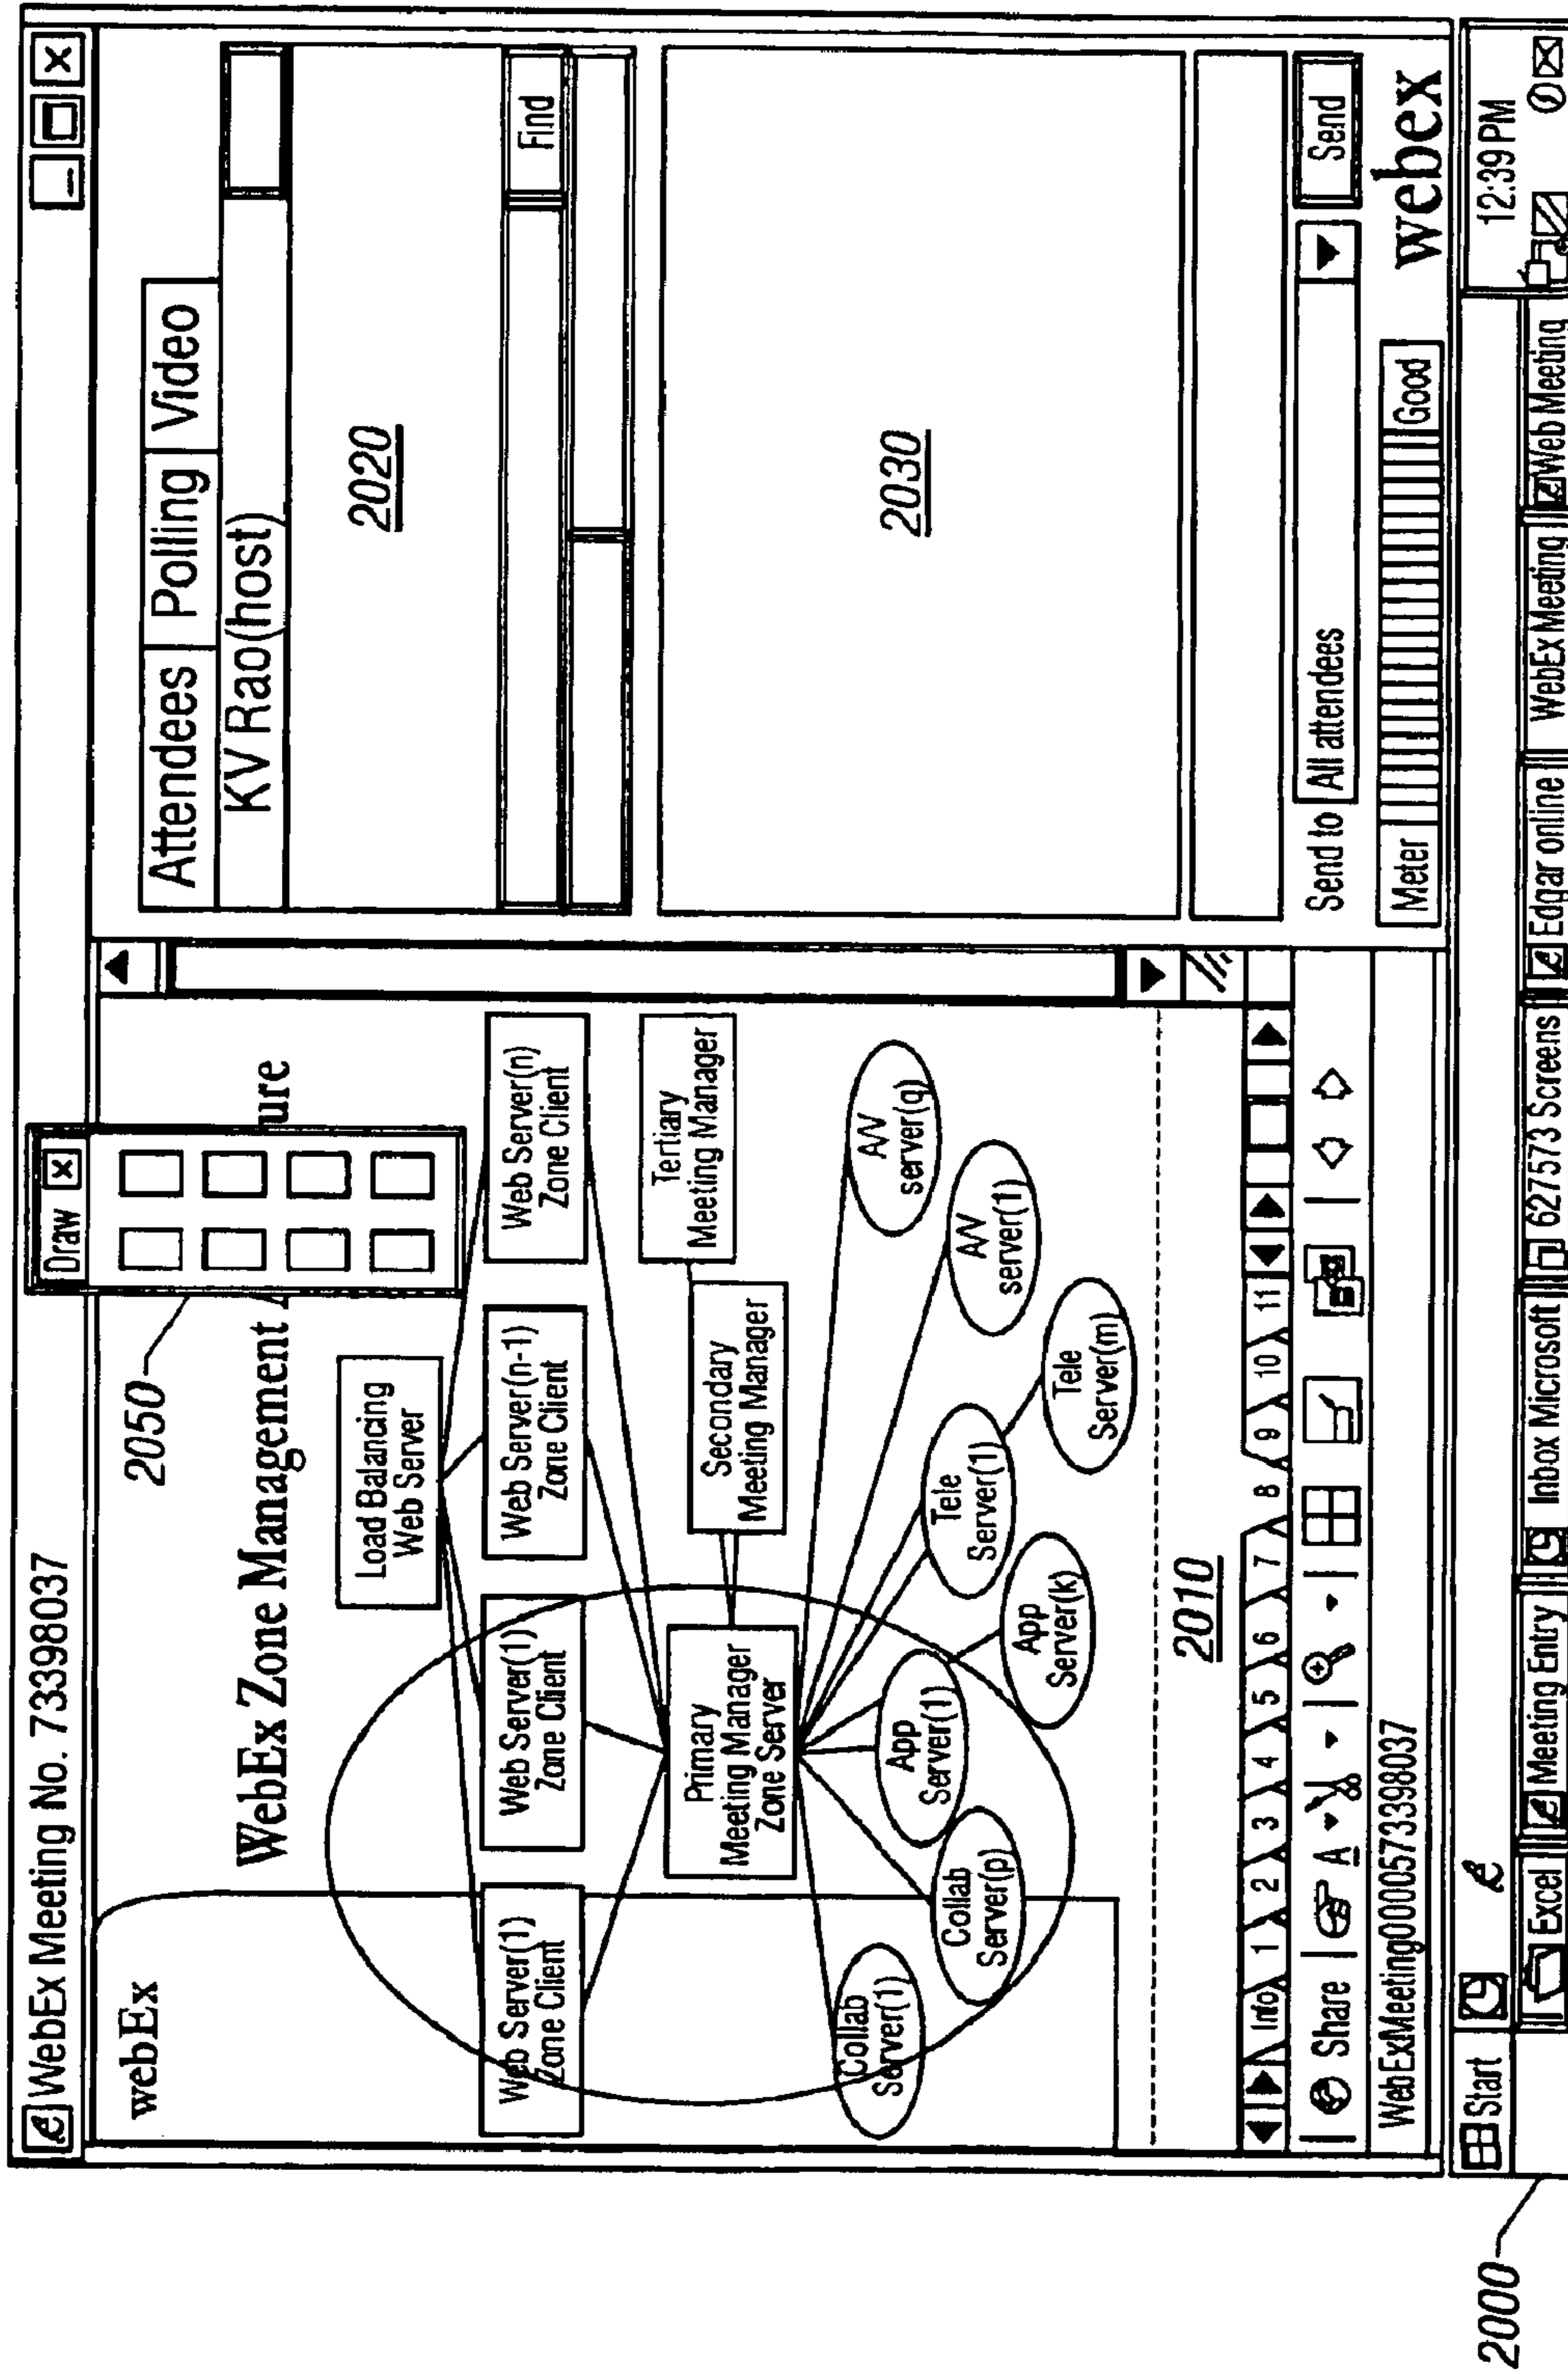 WebEx Meeting No. 73398037
webEx
WebEx Zone Management A
ure
Draw
2050
Load Balancing
Web Server
Web Server(1)
Zone Client
Web Server(1)
Zone Client
Web Server(n-1)
Zone Client
Web Server(n)
Zone Client
Primary
Meeting Manager
Zone Server
Secondary
Meeting Manager
Tertiary
Meeting Manager
Collab
Server(1)
Collab
Server(p)
App
Server(1)
App
Server(k)
Tele
Server(1)
Tele
Server(m)
A/V
server(1)
A/V
server(q)
2010
Info 1 2 3 4 5 6 7 8 9 10 11
Share A
WebExMeeting000057339803​7
Attendees Polling Video
KV Rao(host)
2020
Find
2030
Send to All attendees Send
Meter Good
webex
Start
12:39 PM
Excel Meeting Entry Inbox Microsoft 627573 Screens Edgar online WebEx Meeting Web Meeting
2000